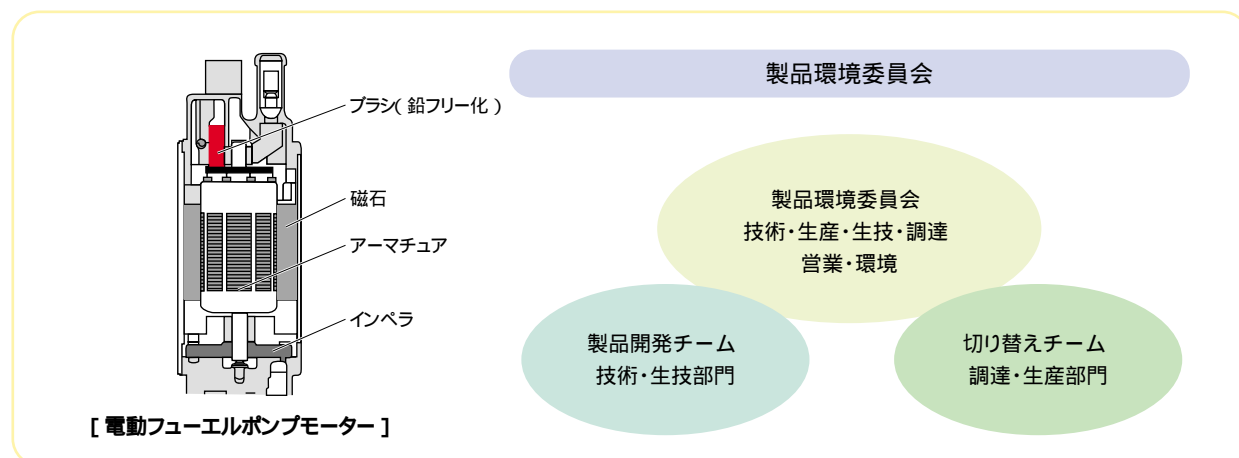 ブラシ( 鉛フリー化 )
磁石
アーマチュア
インペラ
[ 電動フューエルポンプモーター ]
製品環境委員会
製品環境委員会
技術・生産・生技・調達
営業・環境
製品開発チーム
技術・生技部門
切り替えチーム
調達・生産部門